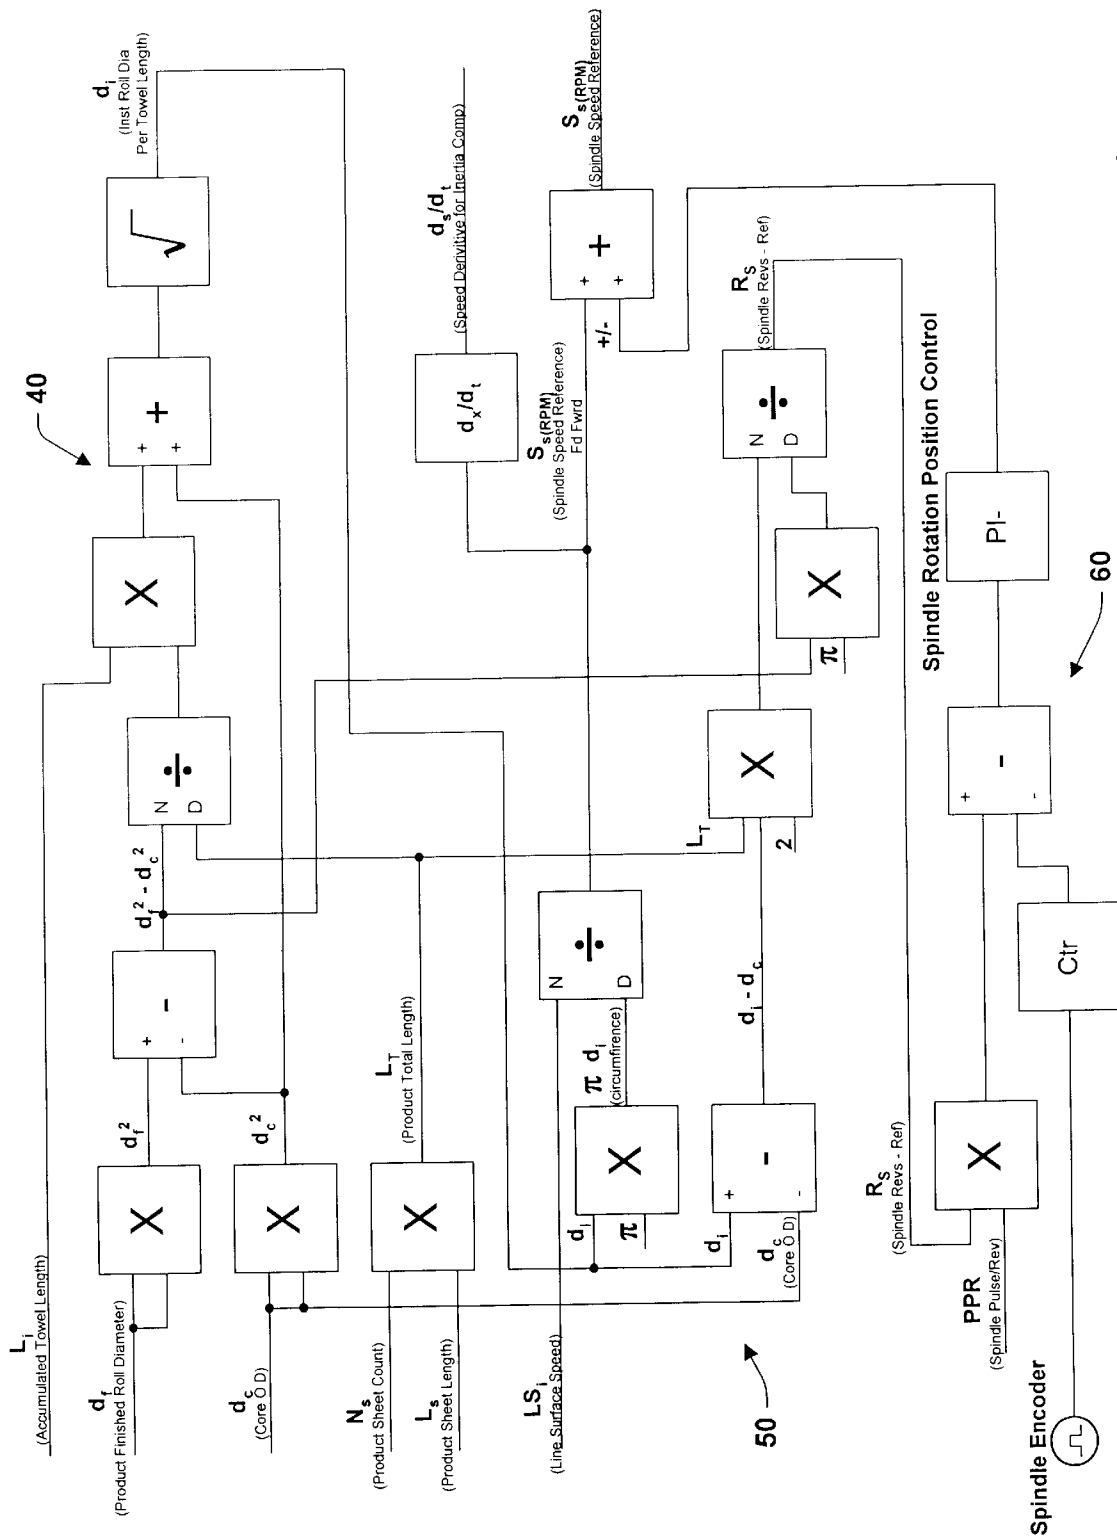 L_i
(Accumulated Towel Length)
d_f
(Product Finished Roll Diameter)
X
d_f^2
+
-
-
d_f^2 - d_c^2
N
D
÷
X
40
+
+
+
√
d_i
(Inst Roll Dia
Per Towel Length)
d_c
(Core O D)
X
d_c^2
N_s
(Product Sheet Count)
L_s
(Product Sheet Length)
X
L_T
(Product Total Length)
d_x/d_t
d_s/d_t
(Speed Derivitive for Inertia Comp)
LS_i
(Line Surface Speed)
d_i
π
X
π d_i
(circumfirence)
N
D
÷
S_s(RPM)
(Spindle Speed Reference)
Fd Fwrd
+/-
+
+
+
S_s(RPM)
(Spindle Speed Reference)
50
d_i
d_c
(Core O D)
+
-
-
d_i - d_c
L_T
2
X
π
X
N
D
÷
R_S
(Spindle Revs - Ref)
R_S
(Spindle Revs - Ref)
PPR
(Spindle Pulse/Rev)
X
Spindle Rotation Position Control
+
-
-
PI-
60
Spindle Encoder
Ctr